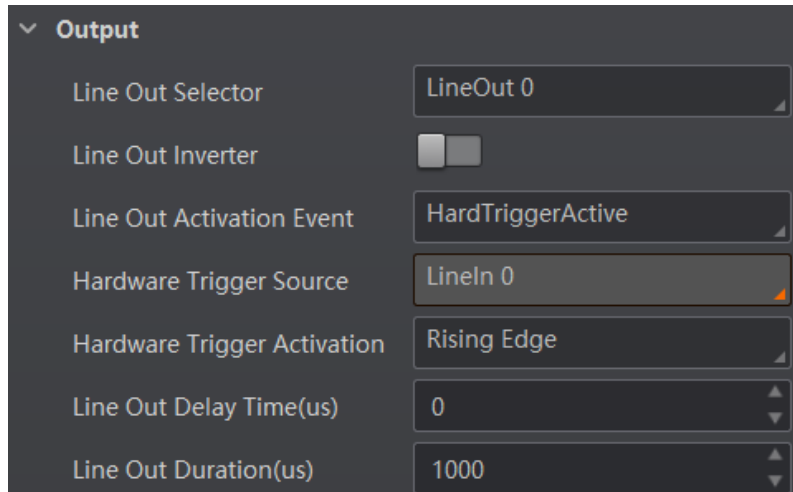 Output
Line Out Selector LineOut 0
Line Out Inverter
Line Out Activation Event HardTriggerActive
Hardware Trigger Source LineIn 0
Hardware Trigger Activation Rising Edge
Line Out Delay Time(us) 0
Line Out Duration(us) 1000